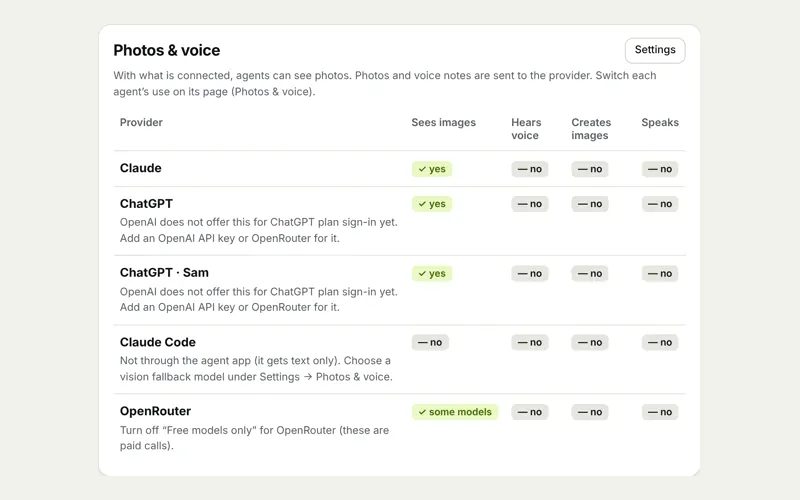 Photos & voice
Settings
With what is connected, agents can see photos. Photos and voice notes are sent to the provider. Switch each
agent’s use on its page (Photos & voice).
Provider Sees images Hears voice Creates images Speaks
Claude ✓ yes — no — no — no
ChatGPT ✓ yes — no — no — no
OpenAI does not offer this for ChatGPT plan sign-in yet.
Add an OpenAI API key or OpenRouter for it.
ChatGPT · Sam ✓ yes — no — no — no
OpenAI does not offer this for ChatGPT plan sign-in yet.
Add an OpenAI API key or OpenRouter for it.
Claude Code — no — no — no — no
Not through the agent app (it gets text only). Choose a
vision fallback model under Settings → Photos & voice.
OpenRouter ✓ some models — no — no — no
Turn off “Free models only” for OpenRouter (these are
paid calls).